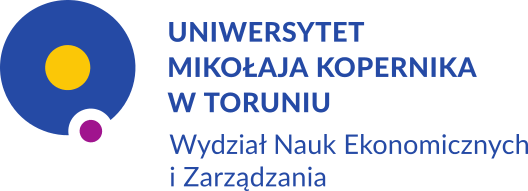 UNIWERSYTET
MIKOŁAJA KOPERNIKA
W TORUNIU
Wydział Nauk Ekonomicznych
i Zarządzania